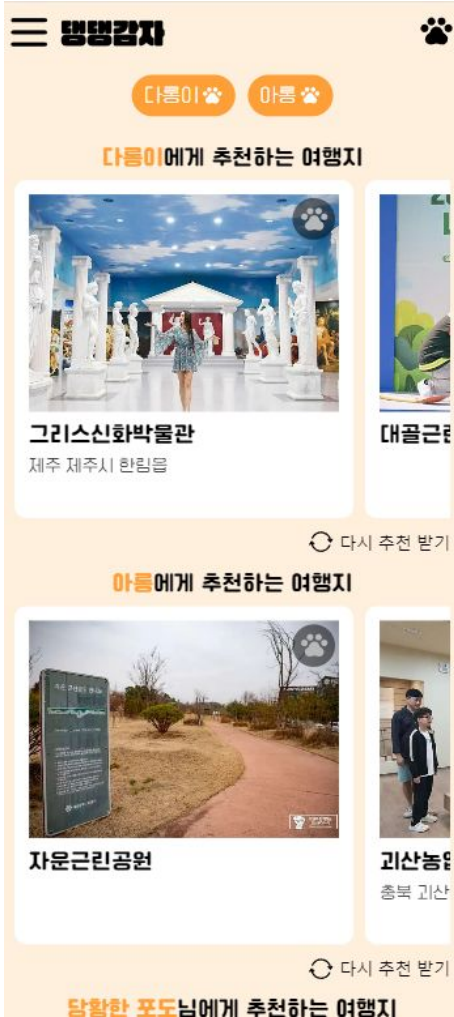 댕댕감자
다롱이 아롱
다롱이에게 추천하는 여행지
그리스신화박물관
제주 제주시 한림읍
대골근린
다시 추천 받기
아롱에게 추천하는 여행지
자운근린공원
괴산농업
충북 괴산
다시 추천 받기
당황한 포도님에게 추천하는 여행지